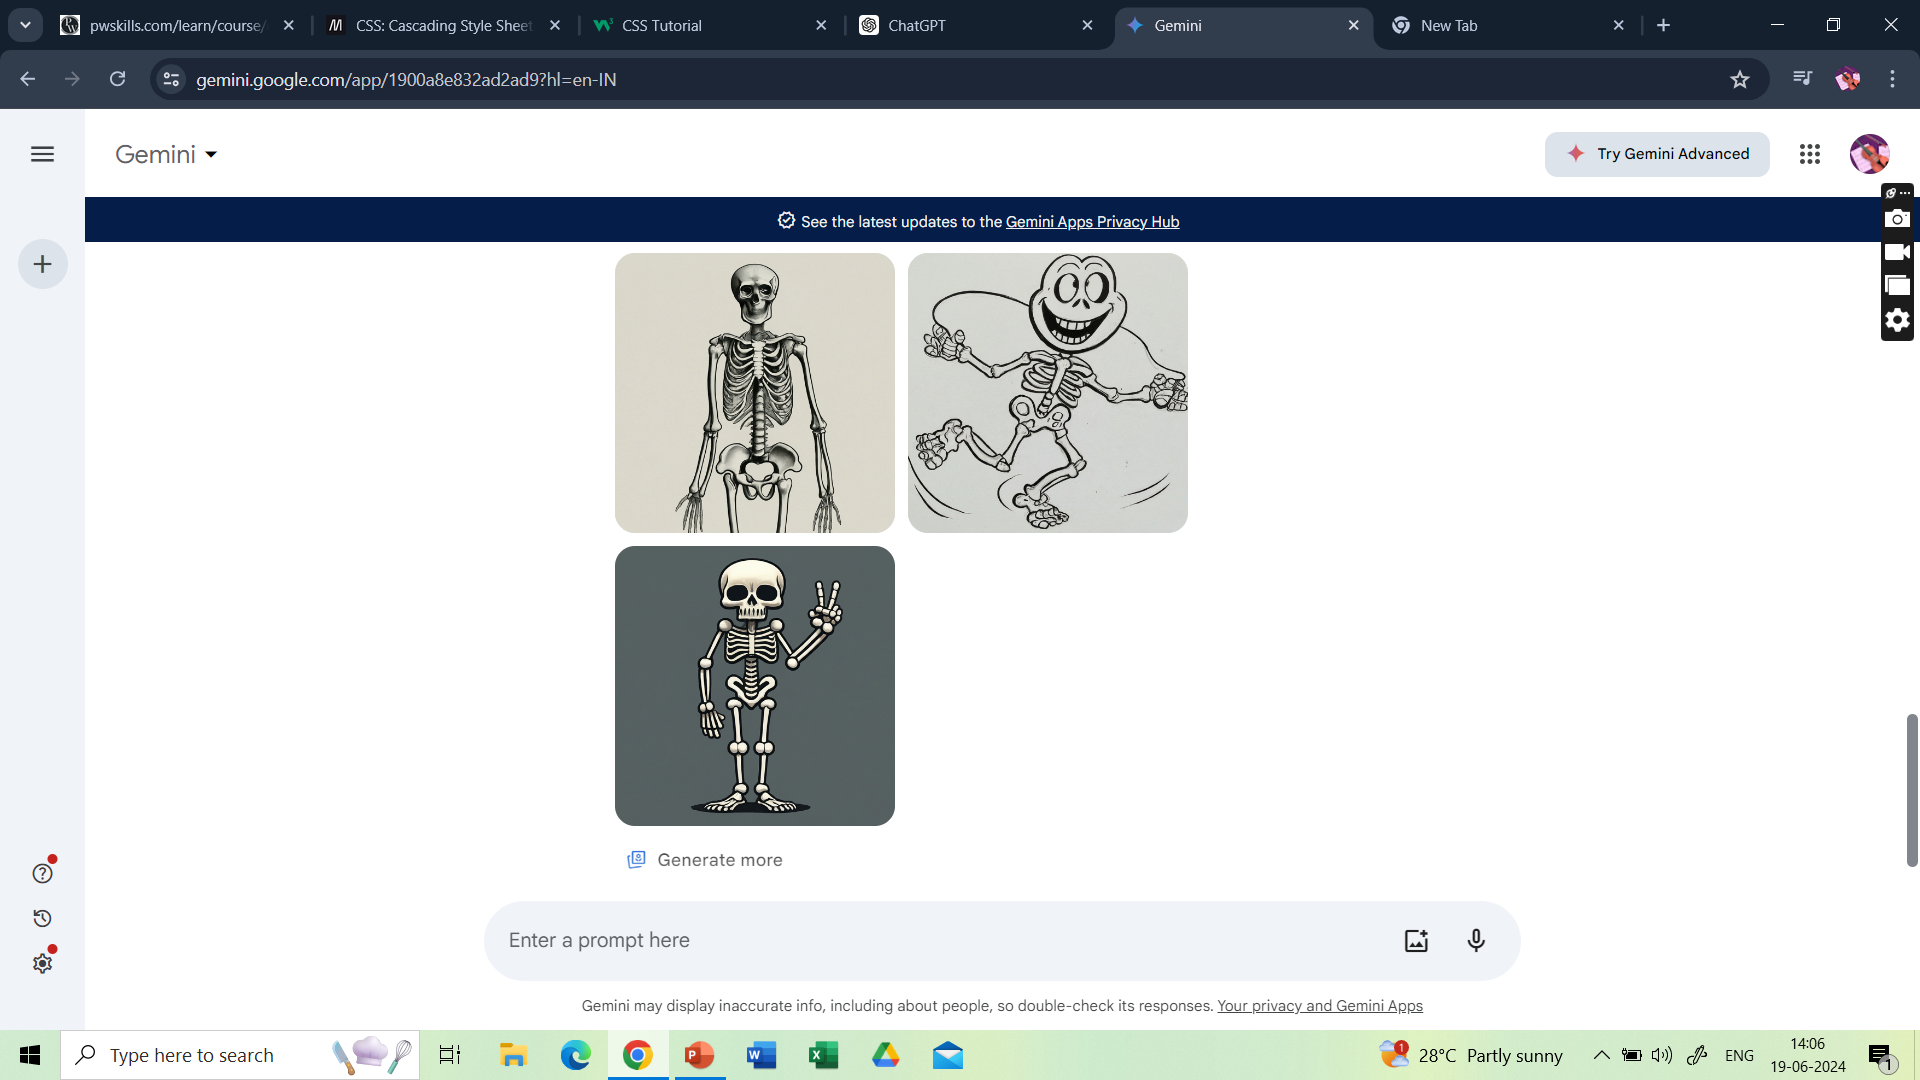 pwskills.com/learn/course/
CSS: Cascading Style Sheet
CSS Tutorial
ChatGPT
Gemini
New Tab
gemini.google.com/app/1900a8e832ad2ad9?hl=en-IN
Gemini
Try Gemini Advanced
See the latest updates to the Gemini Apps Privacy Hub
Generate more
Enter a prompt here
Gemini may display inaccurate info, including about people, so double-check its responses. Your privacy and Gemini Apps
Type here to search
1
28°C Partly sunny
ENG
14:06
19-06-2024
1